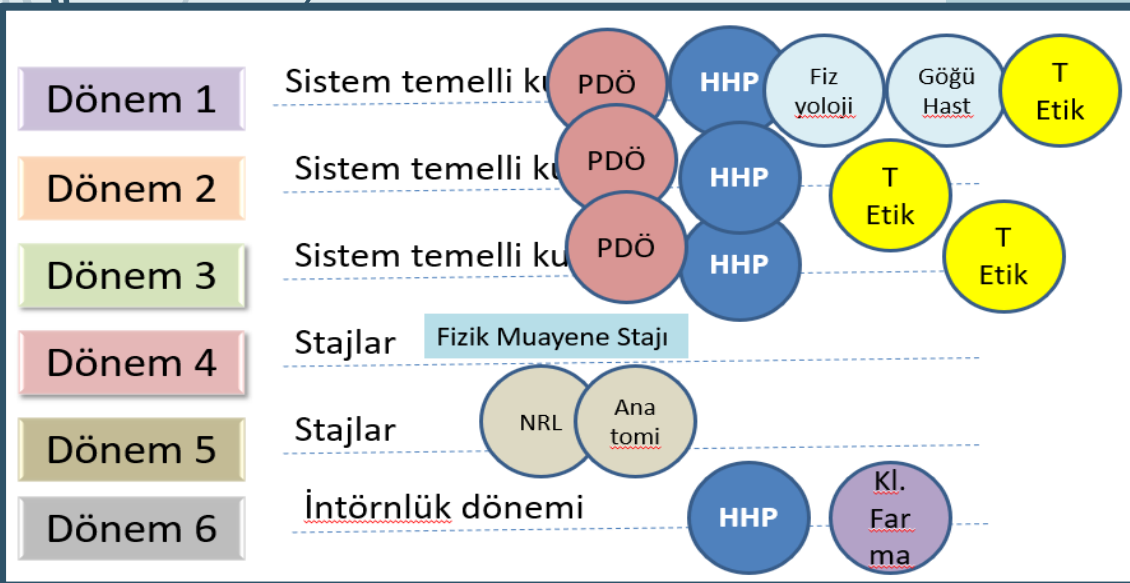 Dönem 1
Sistem temelli ku
PDÖ
HHP
Fiz
yoloji
Göğü
Hast
T
Etik
Dönem 2
Sistem temelli ku
PDÖ
HHP
T
Etik
Dönem 3
Sistem temelli ku
PDÖ
HHP
T
Etik
Dönem 4
Stajlar
Fizik Muayene Stajı
Dönem 5
Stajlar
NRL
Ana
tomi
Dönem 6
İntörnlük dönemi
HHP
Kl.
Far
ma